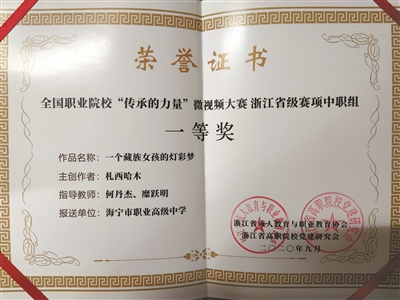 荣誉证书
全国职业院校“传承的力量”微视频大赛 浙江省级赛项中职组
一等奖
作品名称：一个藏族女孩的灯彩梦
主创作者：札西哈木
指导教师：何丹杰、糜跃明
报送单位：海宁市职业高级中学
浙江省成人教育与职业教育协会
浙江省高职院校党建研究会
二〇二〇年九月